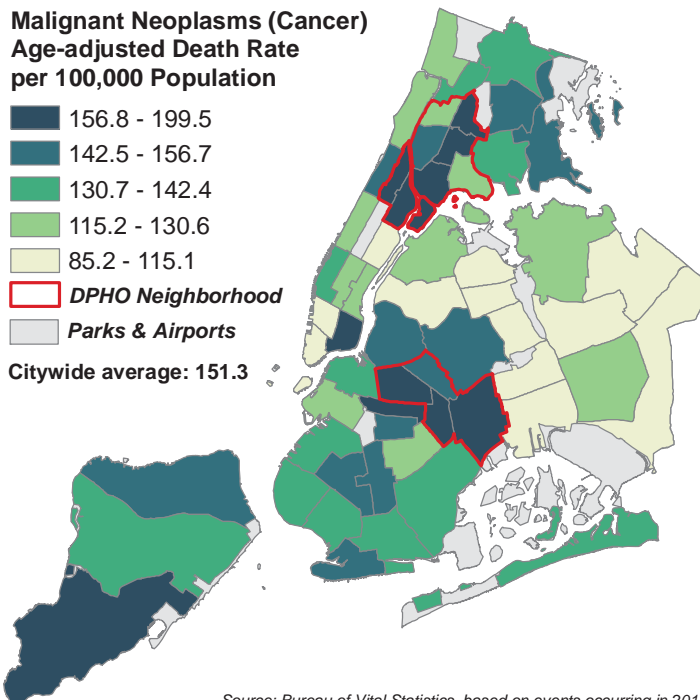 Malignant Neoplasms (Cancer)
Age-adjusted Death Rate
per 100,000 Population
156.8 - 199.5
142.5 - 156.7
130.7 - 142.4
115.2 - 130.6
85.2 - 115.1
DPHO Neighborhood
Parks & Airports
Citywide average: 151.3
Source: Bureau of Vital Statistics, based on events occurring in 201